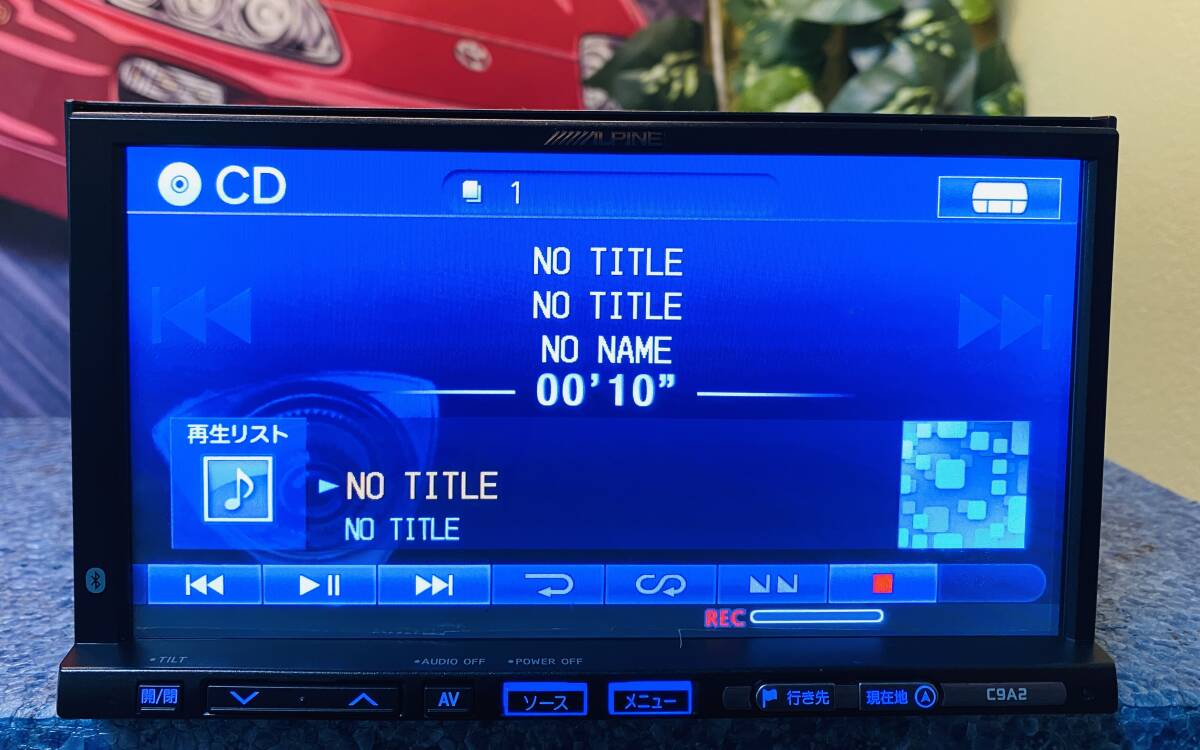 ALPINE
CD
1
NO TITLE
NO TITLE
NO NAME
00'10"
再生リスト
NO TITLE
NO TITLE
REC
•TILT
•AUDIO OFF
•POWER OFF
開/閉
AV
ソース
メニュー
行き先
現在地
C9A2